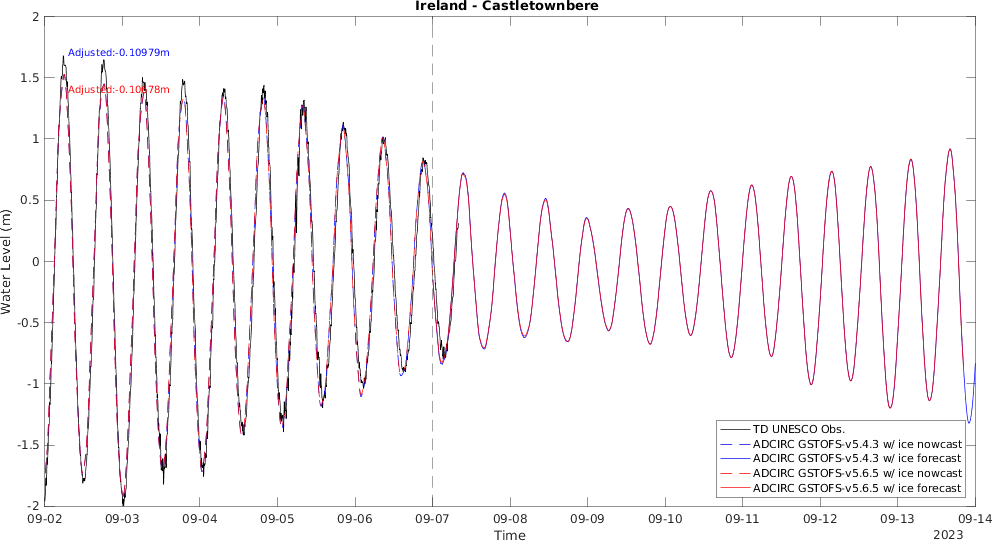 Ireland - Castletownbere
2
1.5
1
0.5
0
-0.5
-1
-1.5
-2
Water Level (m)
Adjusted:-0.10979m
TD UNESCO Obs.
ADCIRC GSTOFS-v5.4.3 w/ ice nowcast
ADCIRC GSTOFS-v5.4.3 w/ ice forecast
ADCIRC GSTOFS-v5.6.5 w/ ice nowcast
ADCIRC GSTOFS-v5.6.5 w/ ice forecast
09-02 09-03 09-04 09-05 09-06 09-07 09-08 09-09 09-10 09-11 09-12 09-13 09-14
Time
2023